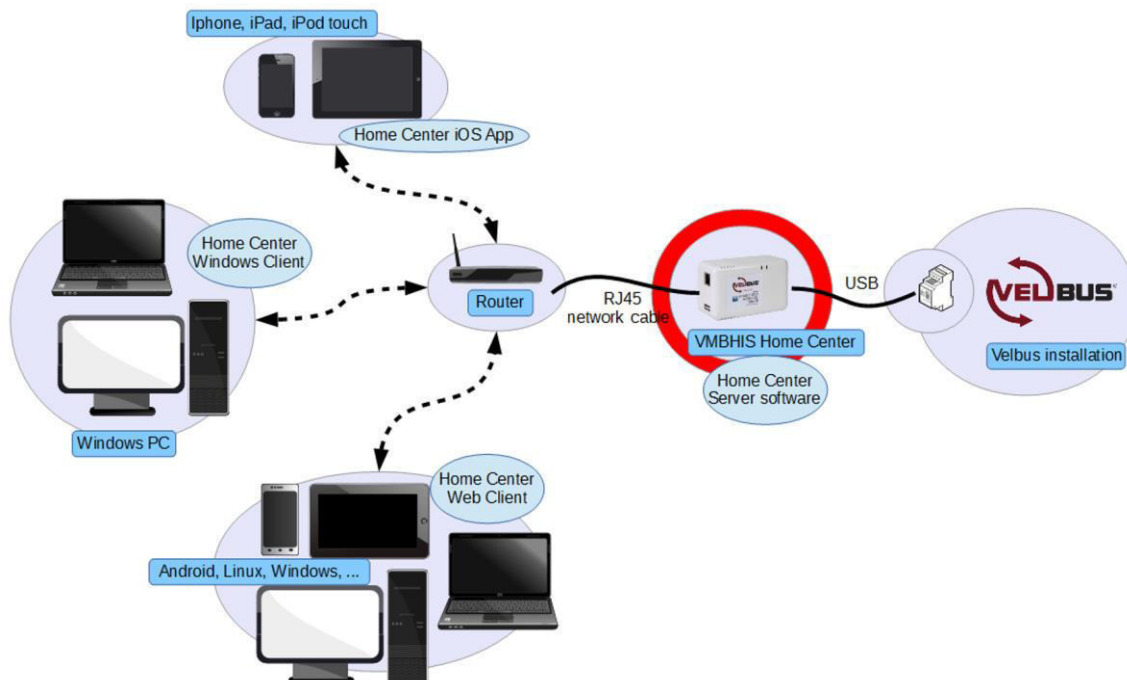 Iphone, iPad, iPod touch
Home Center iOS App
Home Center
Windows Client
Windows PC
Router
RJ45
network cable
VMBHIS Home Center
Home Center
Server software
USB
VELBUS
Velbus installation
Home Center
Web Client
Android, Linux, Windows, ...